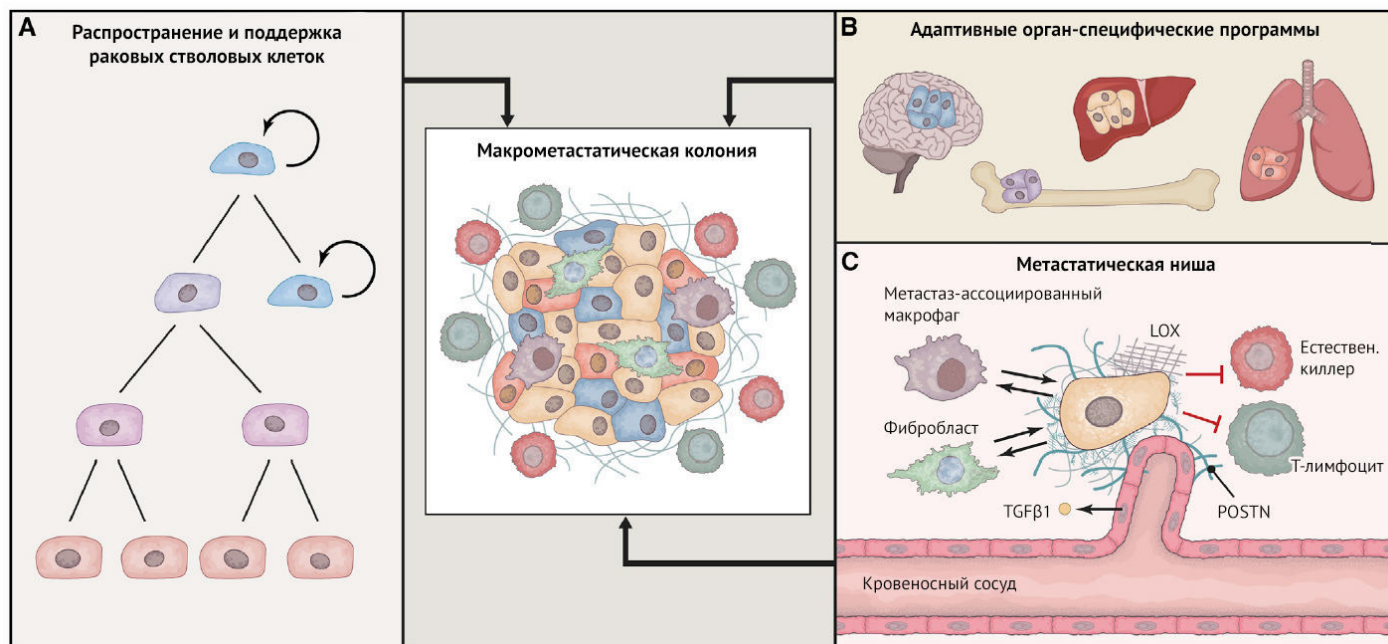 A
Распространение и поддержка
раковых стволовых клеток
Макрометастатическая колония
B
Адаптивные орган-специфические программы
C
Метастатическая ниша
Метастаз-ассоциированный
макрофаг
LOX
Естествен.
киллер
Фибробласт
Т-лимфоцит
TGFβ1
POSTN
Кровеносный сосуд